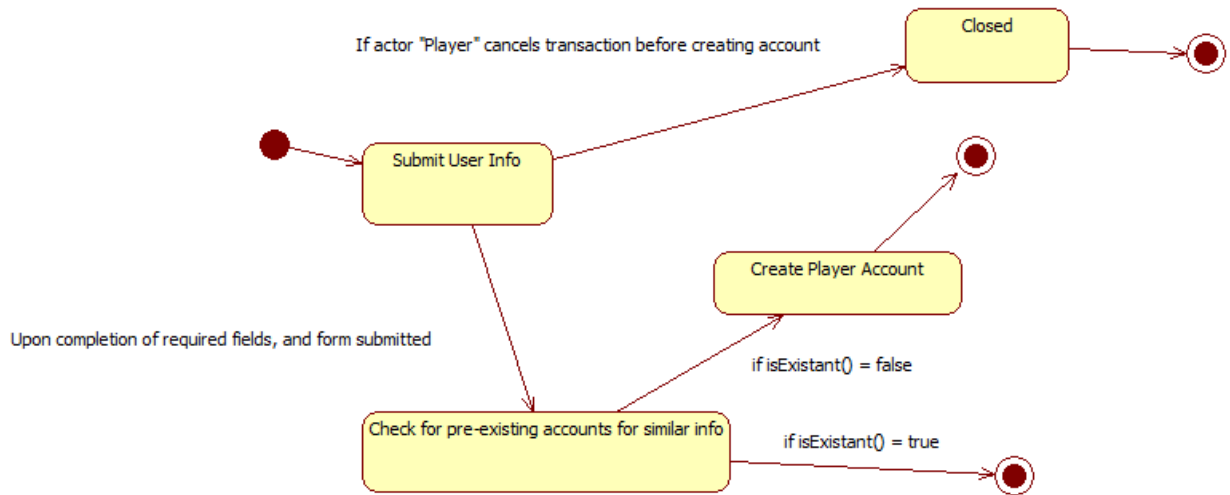 Closed
If actor "Player" cancels transaction before creating account
Submit User Info
Create Player Account
Upon completion of required fields, and form submitted
if isExistant() = false
Check for pre-existing accounts for similar info
if isExistant() = true